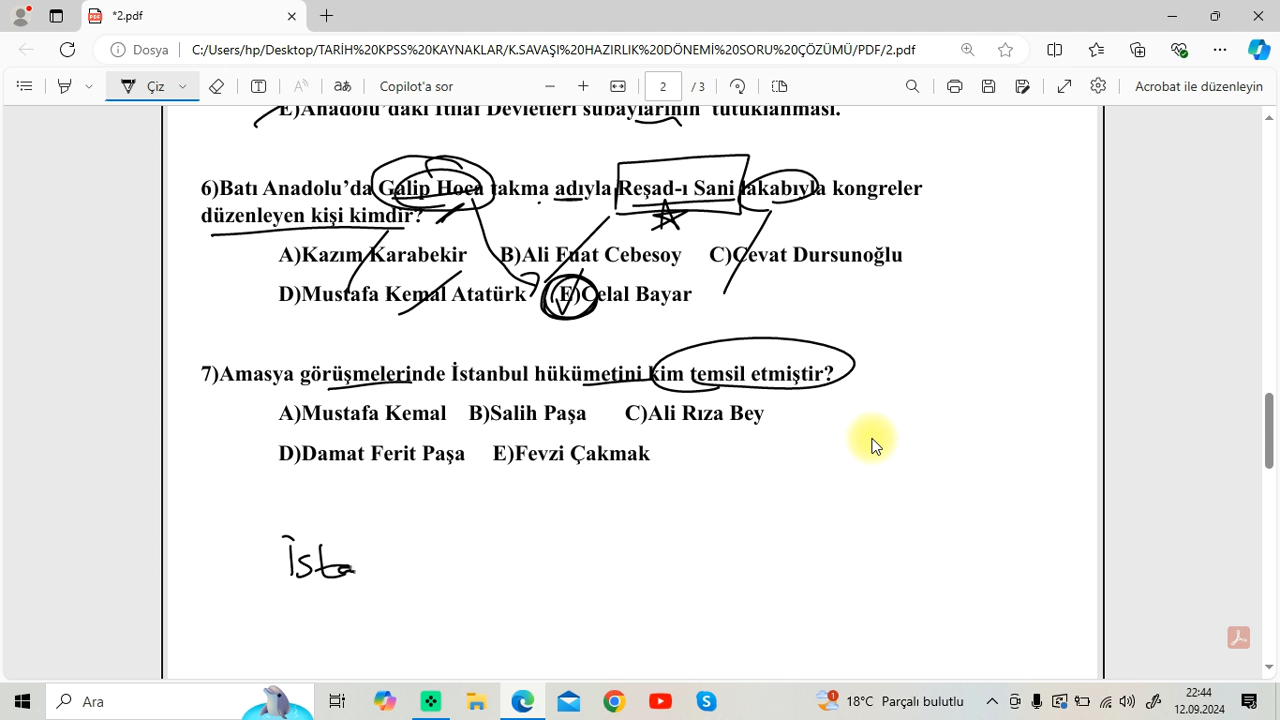 *2.pdf
Dosya
C:/Users/hp/Desktop/TARİH%20KPSS%20KAYNAKLAR/K.SAVAŞI%20HAZIRLIK%20DÖNEMİ%20SORU%20ÇÖZÜMÜ/PDF/2.pdf
Çiz
aあ
Copilot'a sor
2 / 3
Acrobat ile düzenleyin
E)Anadolu'daki İtilaf Devletleri subaylarının tutuklanması.
6)Batı Anadolu'da Galip Hoca takma adıyla Reşad-ı Sani lakabıyla kongreler
düzenleyen kişi kimdir?
A)Kazım Karabekir B)Ali Fuat Cebesoy C)Cevat Dursunoğlu
D)Mustafa Kemal Atatürk E)Celal Bayar
7)Amasya görüşmelerinde İstanbul hükümetini kim temsil etmiştir?
A)Mustafa Kemal B)Salih Paşa C)Ali Rıza Bey
D)Damat Ferit Paşa E)Fevzi Çakmak
İsta
Ara
18°C Parçalı bulutlu
22:44
12.09.2024